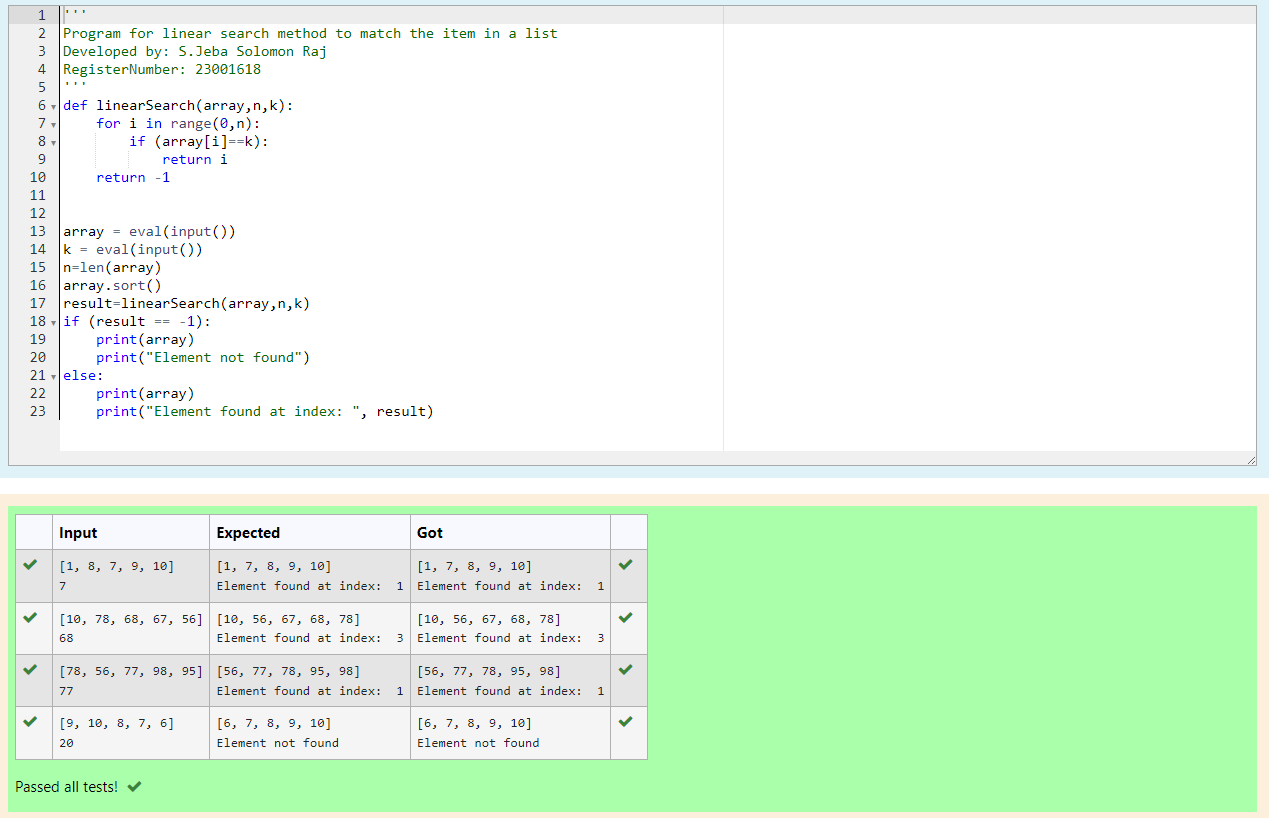 1 '''
2 Program for linear search method to match the item in a list
3 Developed by: S.Jeba Solomon Raj
4 RegisterNumber: 23001618
5 '''
6 def linearSearch(array,n,k):
7     for i in range(0,n):
8         if (array[i]==k):
9             return i
10     return -1
11
12
13 array = eval(input())
14 k = eval(input())
15 n=len(array)
16 array.sort()
17 result=linearSearch(array,n,k)
18 if (result == -1):
19     print(array)
20     print("Element not found")
21 else:
22     print(array)
23     print("Element found at index: ", result)
Input Expected Got
[1, 8, 7, 9, 10] [1, 7, 8, 9, 10] [1, 7, 8, 9, 10]
7 Element found at index:  1 Element found at index:  1
[10, 78, 68, 67, 56] [10, 56, 67, 68, 78] [10, 56, 67, 68, 78]
68 Element found at index:  3 Element found at index:  3
[78, 56, 77, 98, 95] [56, 77, 78, 95, 98] [56, 77, 78, 95, 98]
77 Element found at index:  1 Element found at index:  1
[9, 10, 8, 7, 6] [6, 7, 8, 9, 10] [6, 7, 8, 9, 10]
20 Element not found Element not found
Passed all tests!